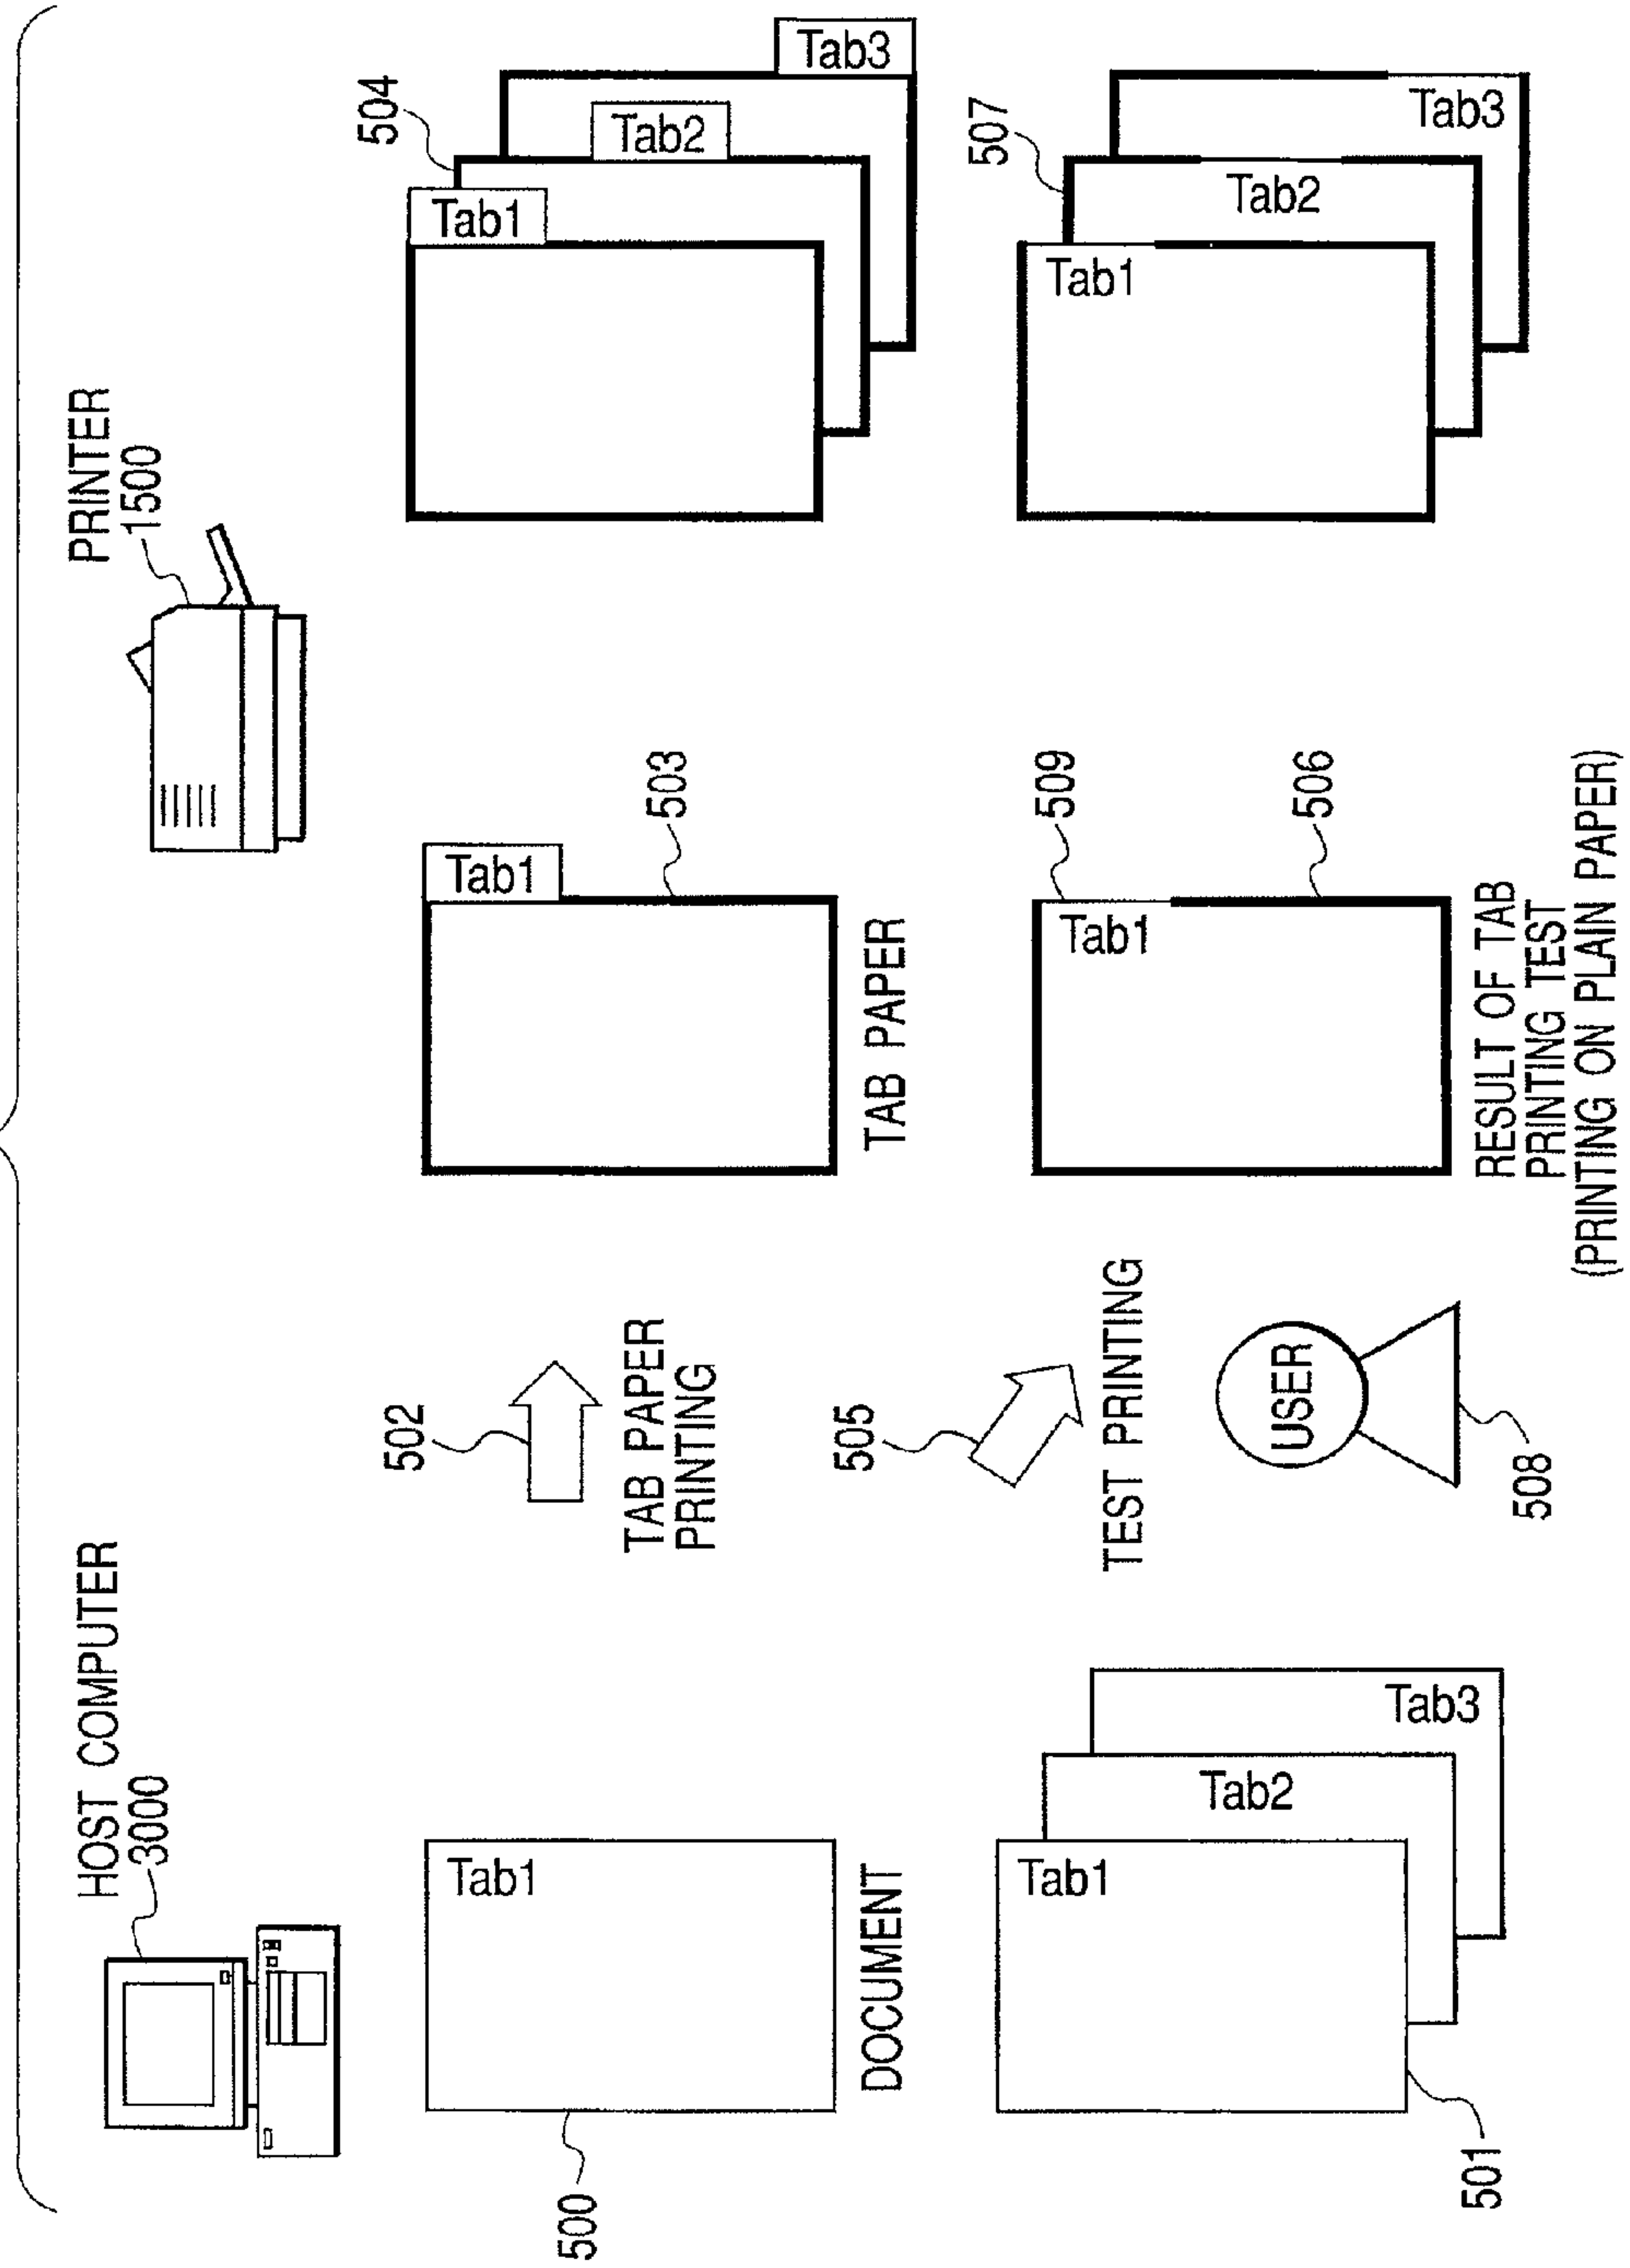 HOST COMPUTER
3000
PRINTER
1500
500
Tab1
DOCUMENT
502
TAB PAPER
PRINTING
Tab1
503
TAB PAPER
504
Tab1
Tab2
Tab3
501
Tab1
Tab2
Tab3
505
TEST PRINTING
USER
508
509
Tab1
506
RESULT OF TAB
PRINTING TEST
(PRINTING ON PLAIN PAPER)
507
Tab1
Tab2
Tab3